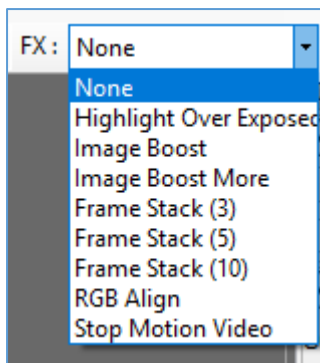 FX : None
None
Highlight Over Exposed
Image Boost
Image Boost More
Frame Stack (3)
Frame Stack (5)
Frame Stack (10)
RGB Align
Stop Motion Video